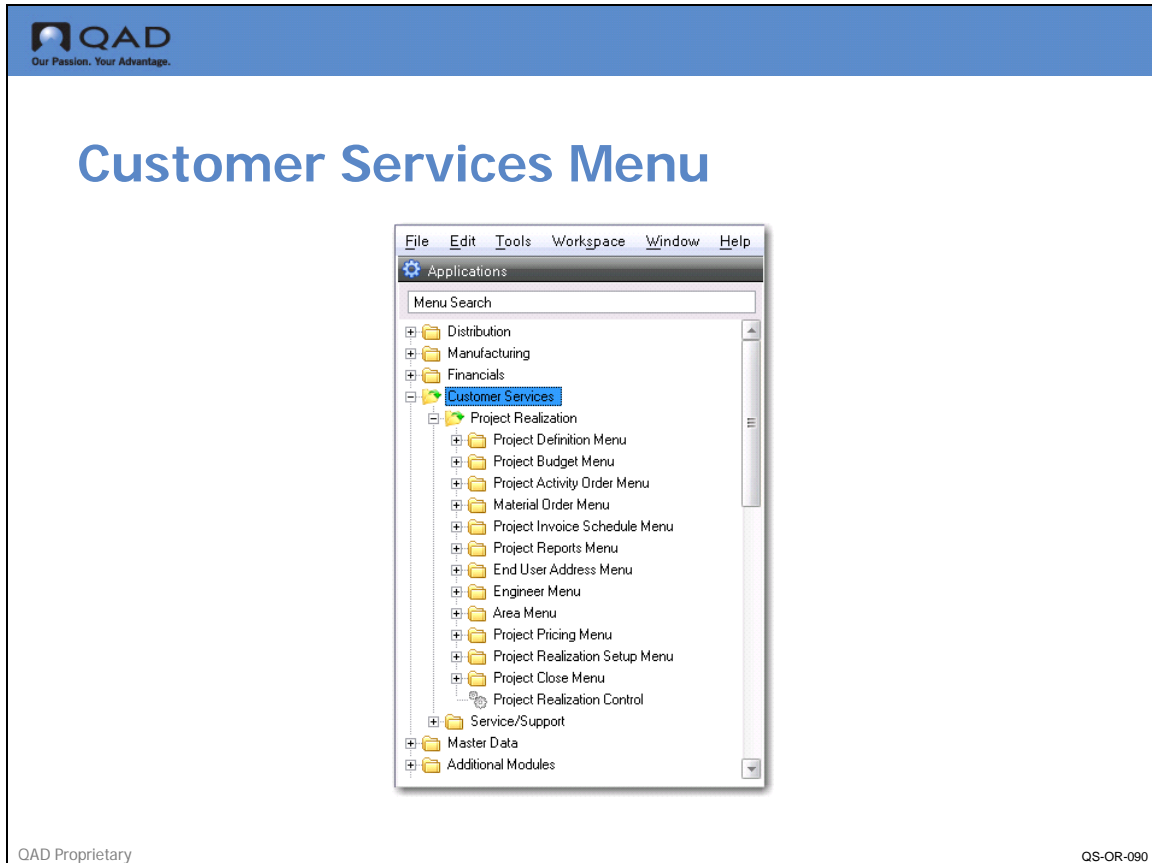 QAD
Our Passion. Your Advantage.
Customer Services Menu
File Edit Tools Workspace Window Help
Applications
Menu Search
Distribution
Manufacturing
Financials
Customer Services
Project Realization
Project Definition Menu
Project Budget Menu
Project Activity Order Menu
Material Order Menu
Project Invoice Schedule Menu
Project Reports Menu
End User Address Menu
Engineer Menu
Area Menu
Project Pricing Menu
Project Realization Setup Menu
Project Close Menu
Project Realization Control
Service/Support
Master Data
Additional Modules
QAD Proprietary
QS-OR-090